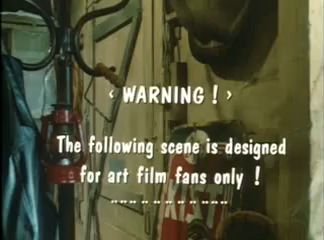 ‹ WARNING ! ›
The following scene is designed
for art film fans only !